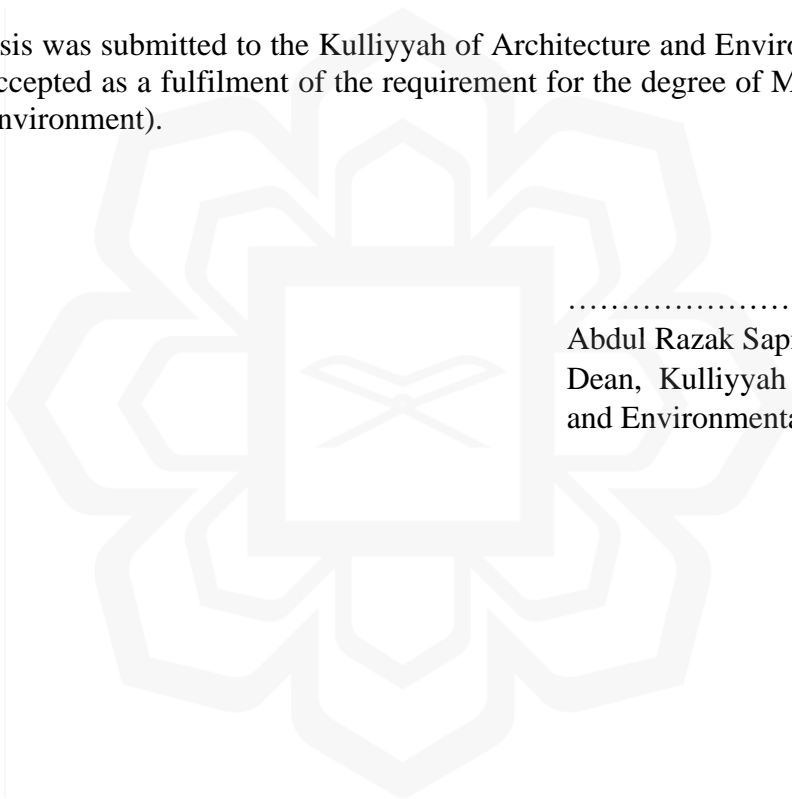 sis was submitted to the Kulliyyah of Architecture and Enviro
ccepted as a fulfilment of the requirement for the degree of M
nvironment).
…………………
Abdul Razak Sap
Dean, Kulliyyah
and Environmenta